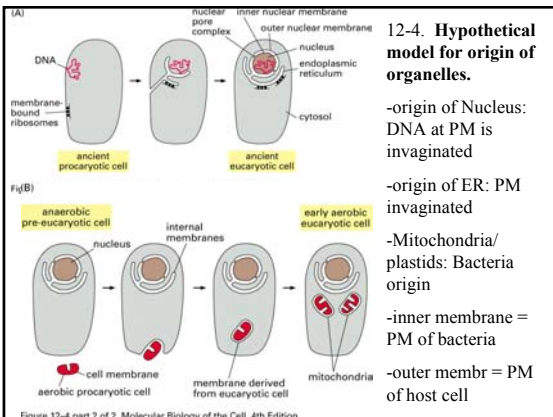 (A)
nuclear pore complex
inner nuclear membrane
outer nuclear membrane
nucleus
DNA
endoplasmic reticulum
membrane-bound ribosomes
cytosol
ancient procaryotic cell
ancient eucaryotic cell
Fig(B)
anaerobic pre-eucaryotic cell
early aerobic eucaryotic cell
nucleus
internal membranes
cell membrane
aerobic procaryotic cell
membrane derived from eucaryotic cell
mitochondria
Figure 12-4 part 2 of 2. Molecular Biology of the Cell, 4th Edition.
12-4. Hypothetical
model for origin of
organelles.
-origin of Nucleus:
DNA at PM is
invaginated
-origin of ER: PM
invaginated
-Mitochondria/
plastids: Bacteria
origin
-inner membrane =
PM of bacteria
-outer membr = PM
of host cell